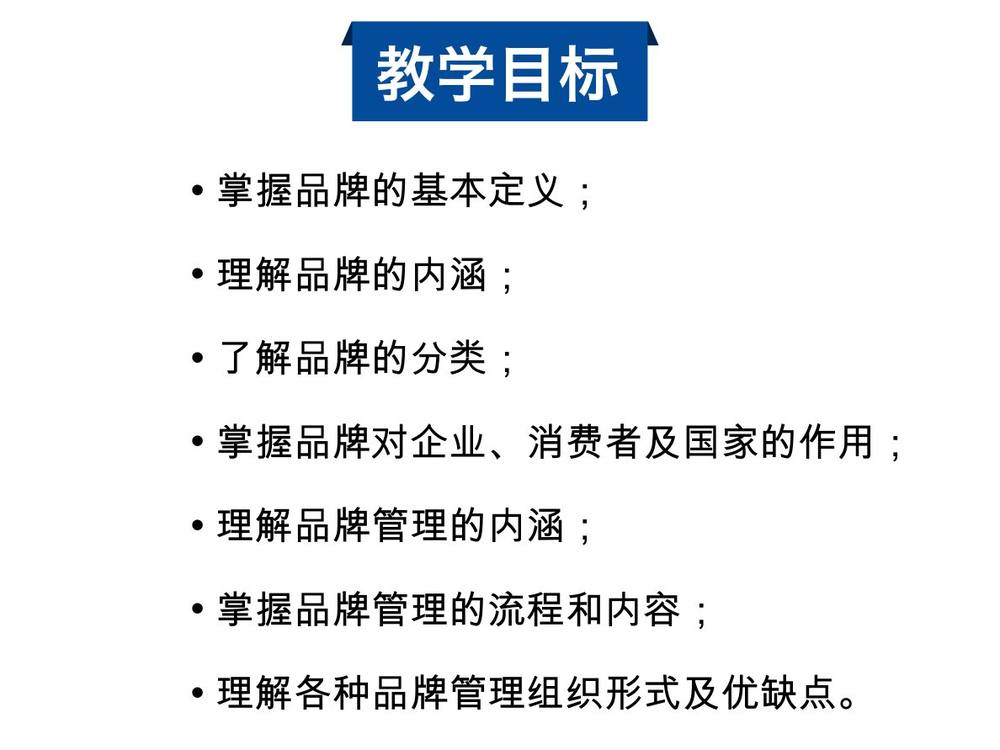 教学目标
• 掌握品牌的基本定义；
• 理解品牌的内涵；
• 了解品牌的分类；
• 掌握品牌对企业、消费者及国家的作用；
• 理解品牌管理的内涵；
• 掌握品牌管理的流程和内容；
• 理解各种品牌管理组织形式及优缺点。